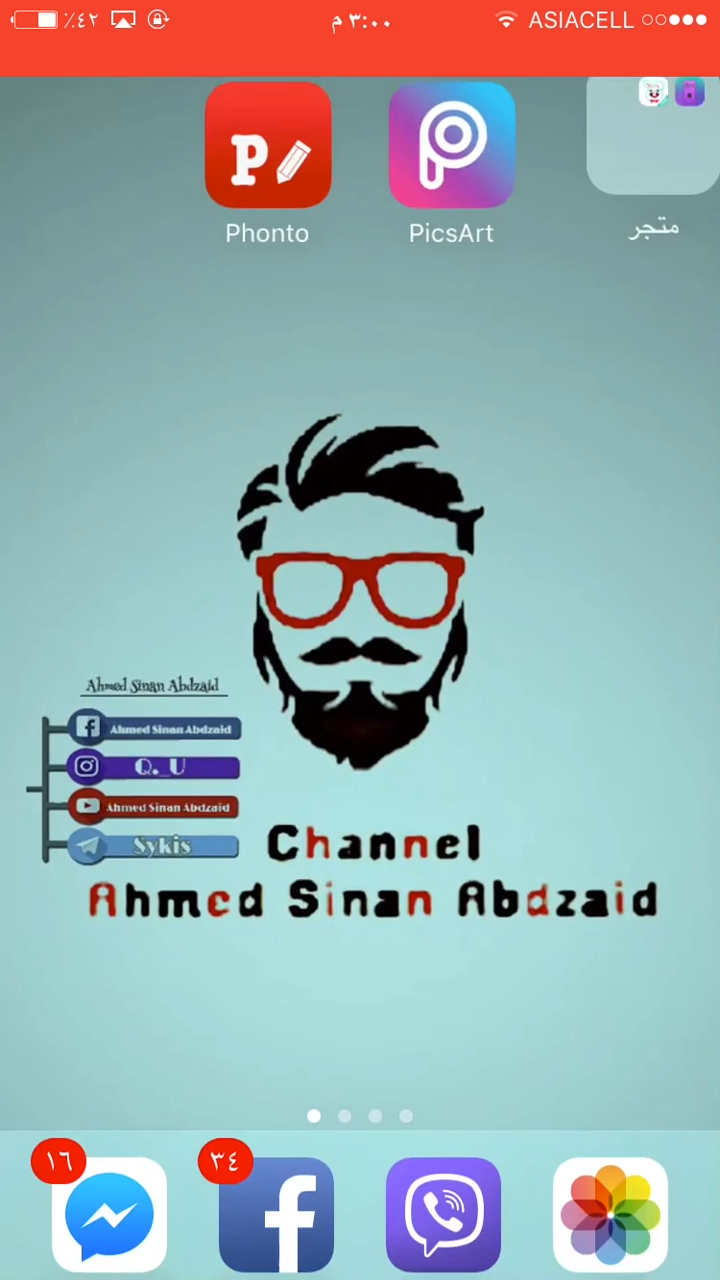 ٪٤٢ ٣:٠٠ م ASIACELL
Phonto PicsArt متجر
Ahmed Sinan Abdzaid
Ahmed Sinan Abdzaid
Q._U
Ahmed Sinan Abdzaid
Sykis
Channel
Ahmed Sinan Abdzaid
١٦ ٣٤